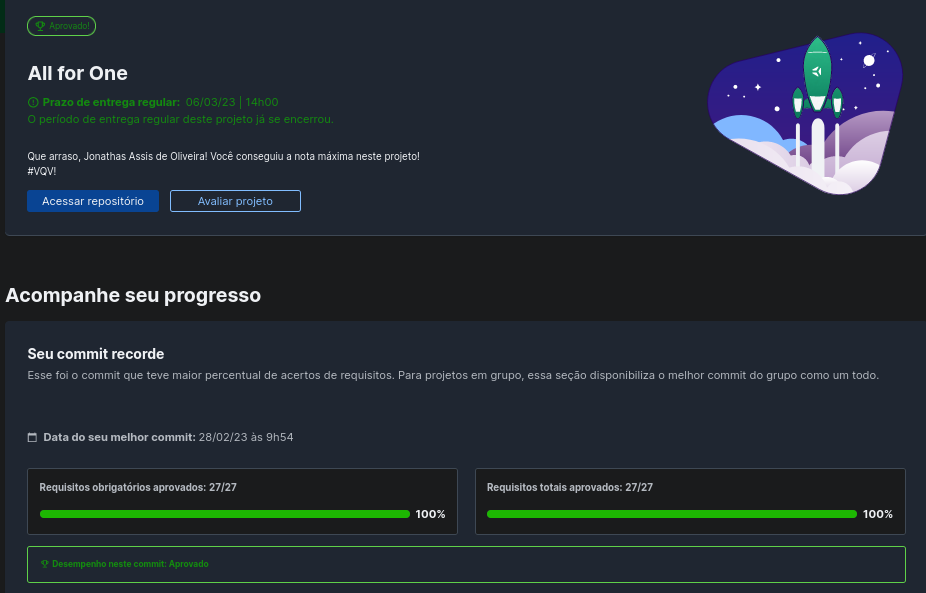 Aprovado!
All for One
Prazo de entrega regular: 06/03/23 | 14h00
O período de entrega regular deste projeto já se encerrou.
Que arraso, Jonathas Assis de Oliveira! Você conseguiu a nota máxima neste projeto!
#VQV!
Acessar repositório
Avaliar projeto
Acompanhe seu progresso
Seu commit recorde
Esse foi o commit que teve maior percentual de acertos de requisitos. Para projetos em grupo, essa seção disponibiliza o melhor commit do grupo como um todo.
Data do seu melhor commit: 28/02/23 às 9h54
Requisitos obrigatórios aprovados: 27/27
100%
Requisitos totais aprovados: 27/27
100%
Desempenho neste commit: Aprovado